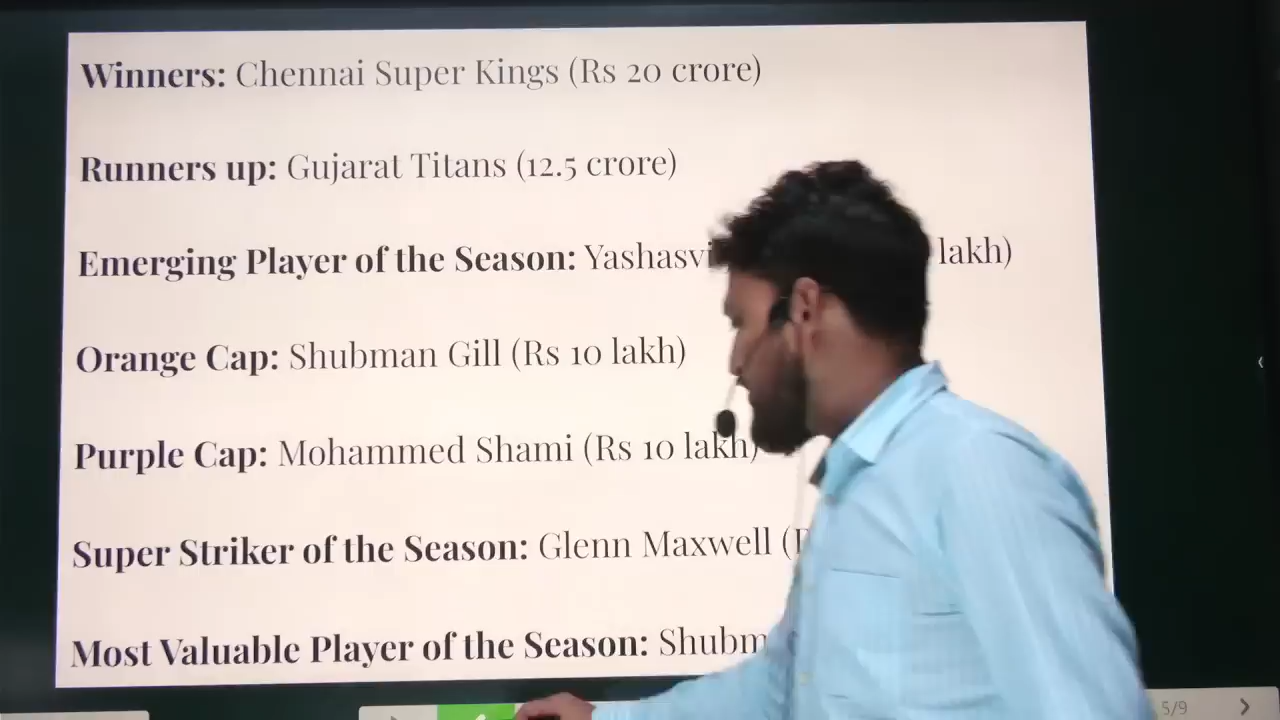 Winners: Chennai Super Kings (Rs 20 crore)
Runners up: Gujarat Titans (12.5 crore)
Emerging Player of the Season: Yashasvi lakh)
Orange Cap: Shubman Gill (Rs 10 lakh)
Purple Cap: Mohammed Shami (Rs 10 lakh)
Super Striker of the Season: Glenn Maxwell (
Most Valuable Player of the Season: Shubm
5/9